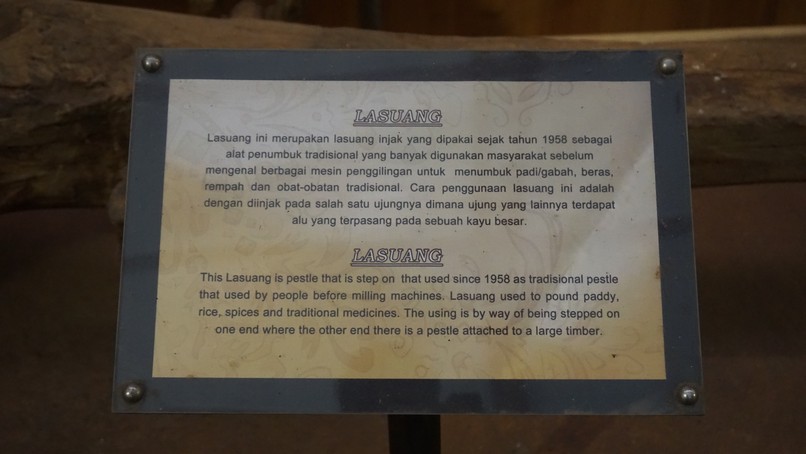 LASUANG
Lasuang ini merupakan lasuang injak yang dipakai sejak tahun 1958 sebagai
alat penumbuk tradisional yang banyak digunakan masyarakat sebelum
mengenal berbagai mesin penggilingan untuk menumbuk padi/gabah, beras,
rempah dan obat-obatan tradisional. Cara penggunaan lasuang ini adalah
dengan diinjak pada salah satu ujungnya dimana ujung yang lainnya terdapat
alu yang terpasang pada sebuah kayu besar.
LASUANG
This Lasuang is pestle that is step on that used since 1958 as tradisional pestle
that used by people before milling machines. Lasuang used to pound paddy,
rice, spices and traditional medicines. The using is by way of being stepped on
one end where the other end there is a pestle attached to a large timber.